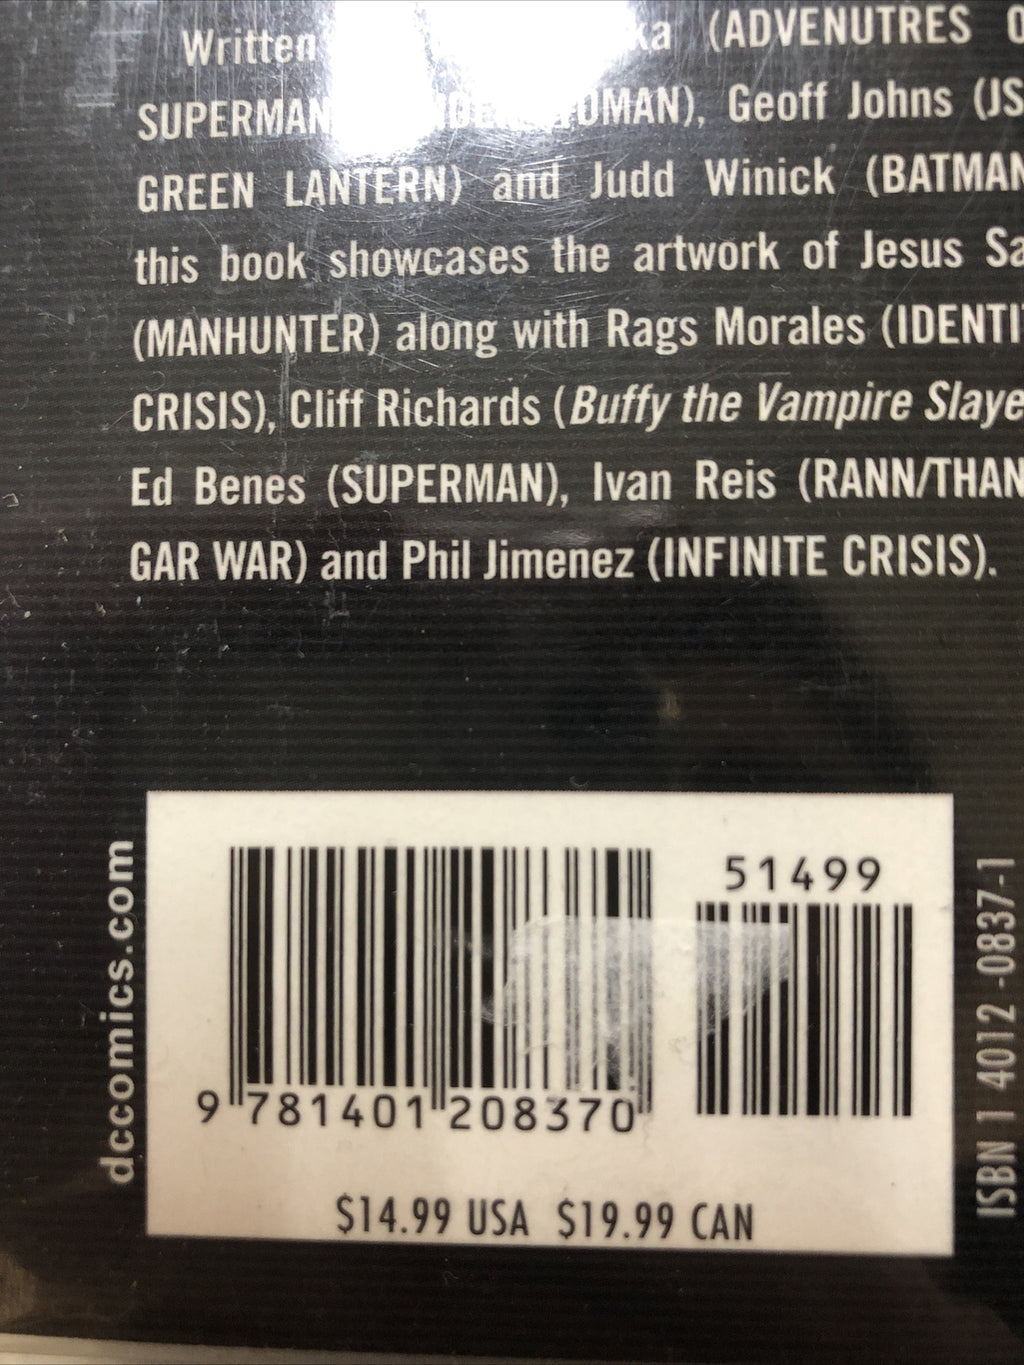 Written ka (ADVENUTRES O
SUPERMAN OMAN), Geoff Johns (JS
GREEN LANTERN) and Judd Winick (BATMAN
this book showcases the artwork of Jesus Sa
(MANHUNTER) along with Rags Morales (IDENTI
CRISIS), Cliff Richards (Buffy the Vampire Slaye
Ed Benes (SUPERMAN), Ivan Reis (RANN/THAN
GAR WAR) and Phil Jimenez (INFINITE CRISIS).
dccomics.com
51499
9 781401 208370
$14.99 USA $19.99 CAN
ISBN 1 4012-0837-1